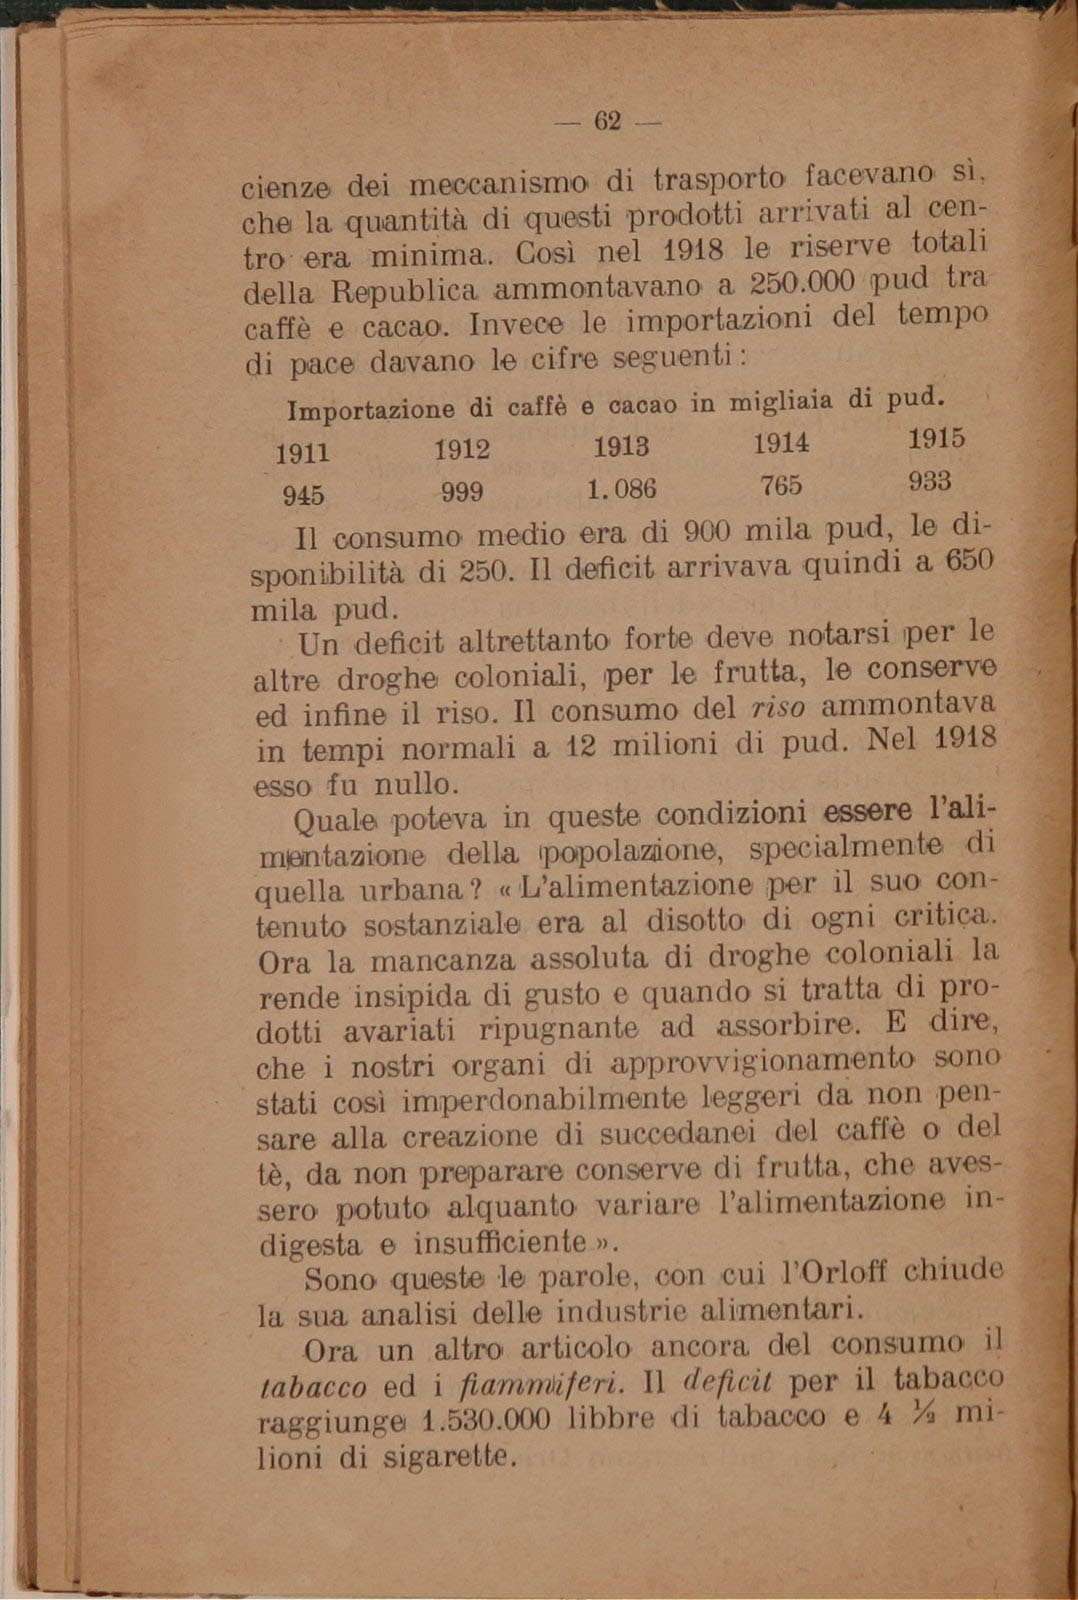 — 62 —
cienze dei meccanismo di trasporto facevano sì,
che la quantità di questi prodotti arrivati al cen-
tro era minima. Così nel 1918 le riserve totali
della Republica ammontavano a 250.000 pud tra
caffè e cacao. Invece le importazioni del tempo
di pace davano le cifre seguenti:
Importazione di caffè e cacao in migliaia di pud.
1911 1912 1913 1914 1915
945 999 1.086 765 933
Il consumo medio era di 900 mila pud, le di-
sponibilità di 250. Il deficit arrivava quindi a 650
mila pud.
Un deficit altrettanto forte deve notarsi per le
altre droghe coloniali, per le frutta, le conserve
ed infine il riso. Il consumo del riso ammontava
in tempi normali a 12 milioni di pud. Nel 1918
esso fu nullo.
Quale poteva in queste condizioni essere l'ali-
mentazione della popolazione, specialmente di
quella urbana? « L'alimentazione per il suo con-
tenuto sostanziale era al disotto di ogni critica.
Ora la mancanza assoluta di droghe coloniali la
rende insipida di gusto e quando si tratta di pro-
dotti avariati ripugnante ad assorbire. E dire,
che i nostri organi di approvvigionamento sono
stati così imperdonabilmente leggeri da non pen-
sare alla creazione di succedanei del caffè o del
tè, da non preparare conserve di frutta, che aves-
sero potuto alquanto variare l'alimentazione in-
digesta e insufficiente ».
Sono queste le parole, con cui l'Orloff chiude
la sua analisi delle industrie alimentari.
Ora un altro articolo ancora del consumo il
tabacco ed i fiammiferi. Il deficit per il tabacco
raggiunge 1.530.000 libbre di tabacco e 4 ½ mi-
lioni di sigarette.